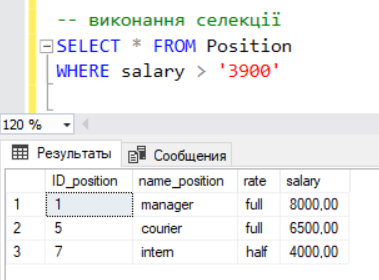 -- виконання селекції
SELECT * FROM Position
WHERE salary > '3900'
120 %
Результаты Сообщения
ID_position name_position rate salary
1 1 manager full 8000,00
2 5 courier full 6500,00
3 7 intern half 4000,00